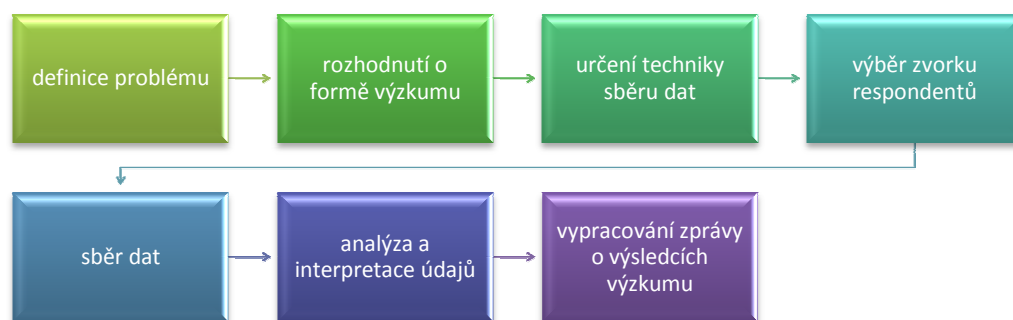 definice problému
rozhodnutí o
formě výzkumu
určení techniky
sběru dat
výběr zvorku
respondentů
sběr dat
analýza a
interpretace údajů
vypracování zprávy
o výsledcích
výzkumu